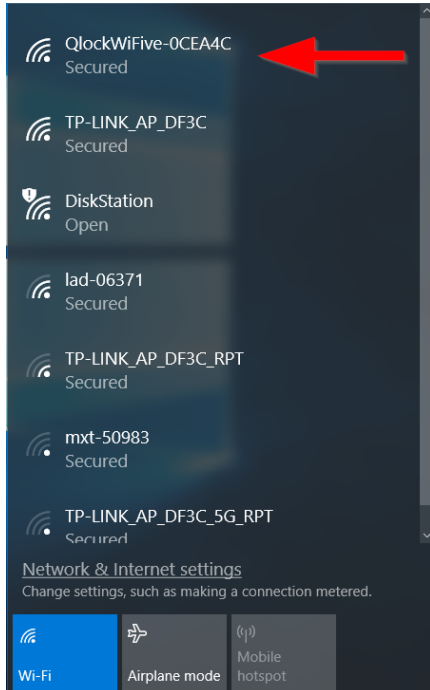 QlockWiFive-0CEA4C
Secured
TP-LINK_AP_DF3C
Secured
DiskStation
Open
lad-06371
Secured
TP-LINK_AP_DF3C_RPT
Secured
mxt-50983
Secured
TP-LINK_AP_DF3C_5G_RPT
Secured
Network & Internet settings
Change settings, such as making a connection metered.
Wi-Fi
Airplane mode
Mobile
hotspot